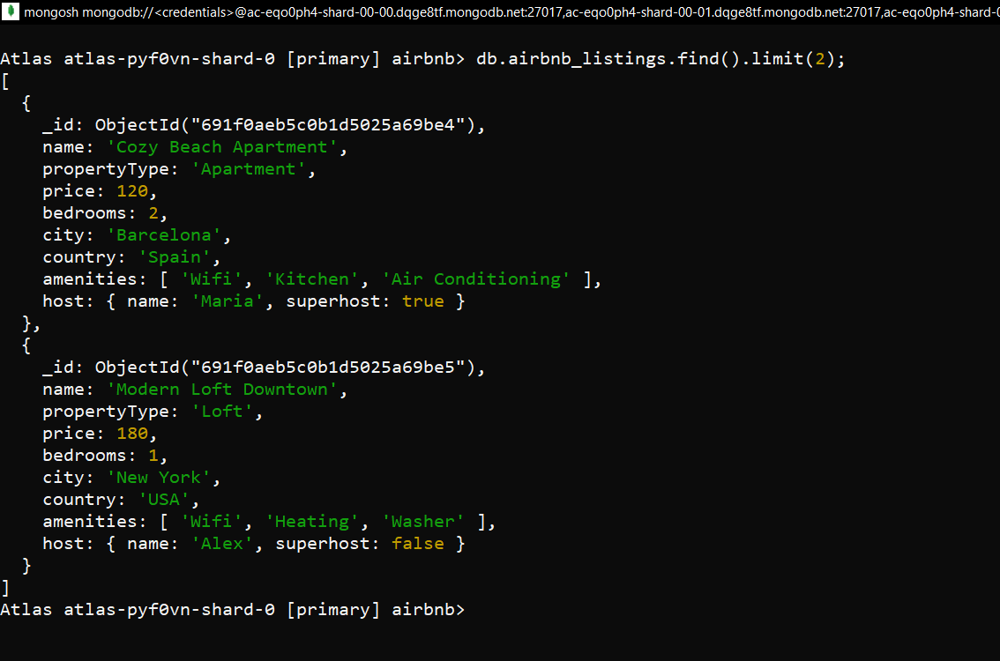 mongosh mongodb://<credentials>@ac-eqo0ph4-shard-00-00.dqge8tf.mongodb.net:27017,ac-eqo0ph4-shard-00-01.dqge8tf.mongodb.net:27017,ac-eqo0ph4-shard-0
Atlas atlas-pyf0vn-shard-0 [primary] airbnb> db.airbnb_listings.find().limit(2);
[
  {
    _id: ObjectId("691f0aeb5c0b1d5025a69be4"),
    name: 'Cozy Beach Apartment',
    propertyType: 'Apartment',
    price: 120,
    bedrooms: 2,
    city: 'Barcelona',
    country: 'Spain',
    amenities: [ 'Wifi', 'Kitchen', 'Air Conditioning' ],
    host: { name: 'Maria', superhost: true }
  },
  {
    _id: ObjectId("691f0aeb5c0b1d5025a69be5"),
    name: 'Modern Loft Downtown',
    propertyType: 'Loft',
    price: 180,
    bedrooms: 1,
    city: 'New York',
    country: 'USA',
    amenities: [ 'Wifi', 'Heating', 'Washer' ],
    host: { name: 'Alex', superhost: false }
  }
]
Atlas atlas-pyf0vn-shard-0 [primary] airbnb>